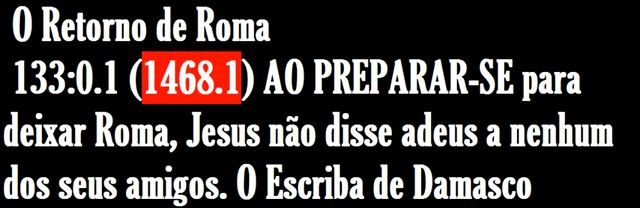 O Retorno de Roma
133:0.1 (1468.1) AO PREPARAR-SE para
deixar Roma, Jesus não disse adeus a nenhum
dos seus amigos. O Escriba de Damasco